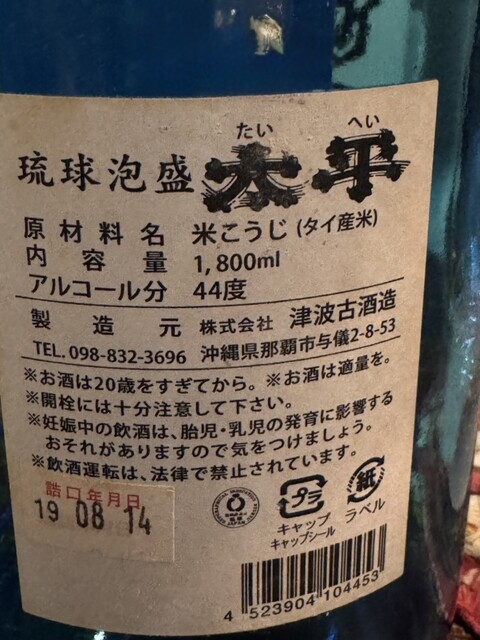 たい へい
琉球泡盛 太平
原材料名 米こうじ (タイ産米)
内容量 1,800ml
アルコール分 44度
製造元 株式会社 津波古酒造
TEL.098-832-3696 沖縄県那覇市与儀2-8-53
※お酒は20歳をすぎてから。※お酒は適量を。
※開栓には十分注意して下さい。
※妊娠中の飲酒は、胎児・乳児の発育に影響する
おそれがありますので気をつけましょう。
※飲酒運転は、法律で禁止されています。
詰口年月日
19 08 14
プラ
キャップ
キャップシール
紙
ラベル
4 523904 104453